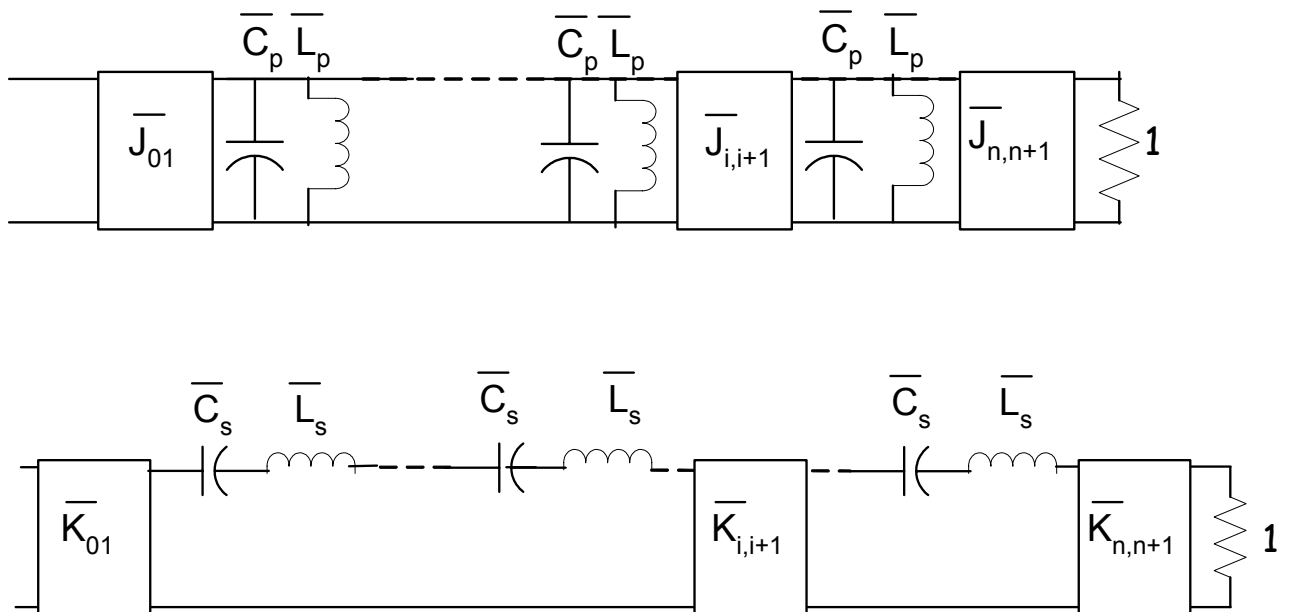 C̅p L̅p C̅p L̅p C̅p L̅p
J̅01 J̅i,i+1 J̅n,n+1 1
C̅s L̅s C̅s L̅s C̅s L̅s
K̅01 K̅i,i+1 K̅n,n+1 1